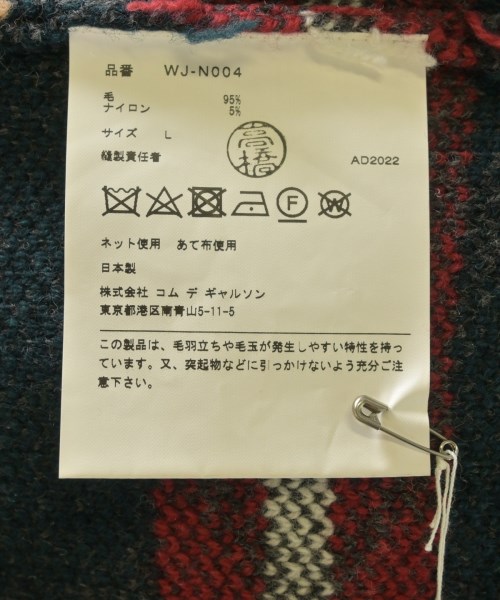 品番 WJ-N004
毛 95%
ナイロン 5%
サイズ L
縫製責任者 高橋 AD2022
F W
ネット使用 あて布使用
日本製
株式会社 コム デ ギャルソン
東京都港区南青山5-11-5
この製品は、毛羽立ちや毛玉が発生しやすい特性を持っ
ています。又、突起物などに引っかけないよう充分ご注
意下さい。